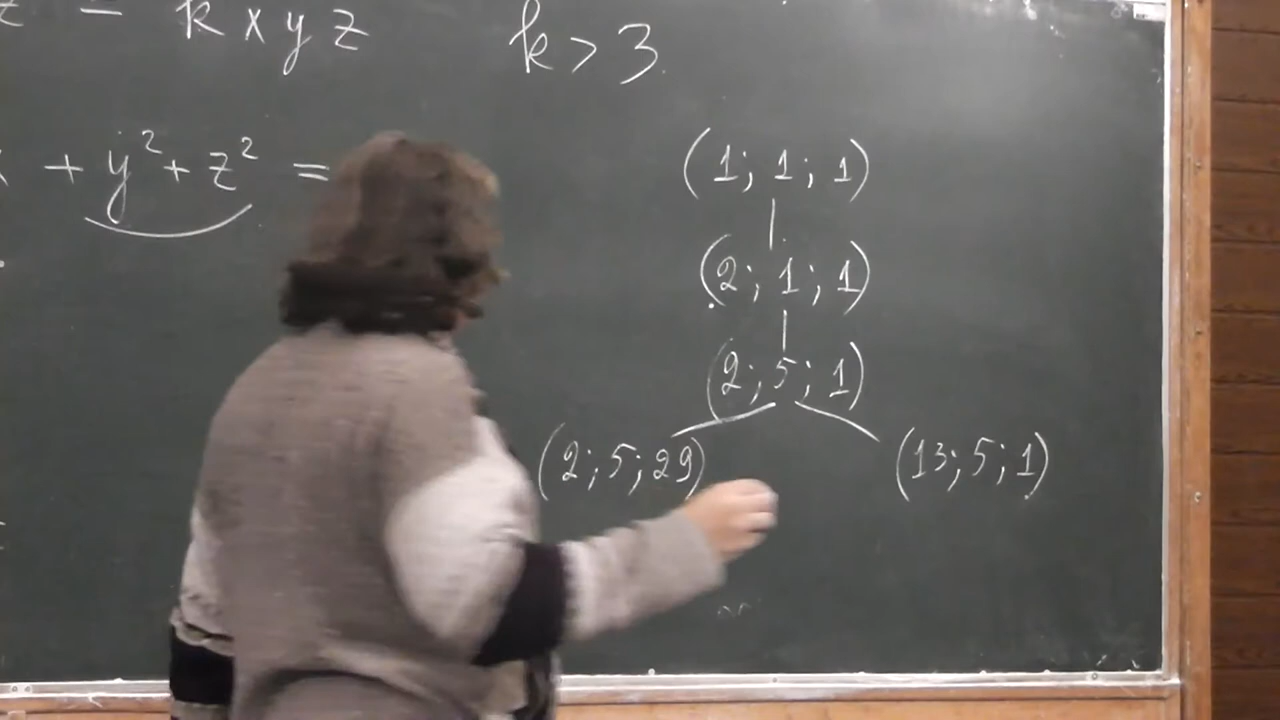 = k x y z k > 3.
+ y² + z² =
(1; 1; 1)
(2; 1; 1)
(2; 5; 1)
(2; 5; 29) (13; 5; 1)